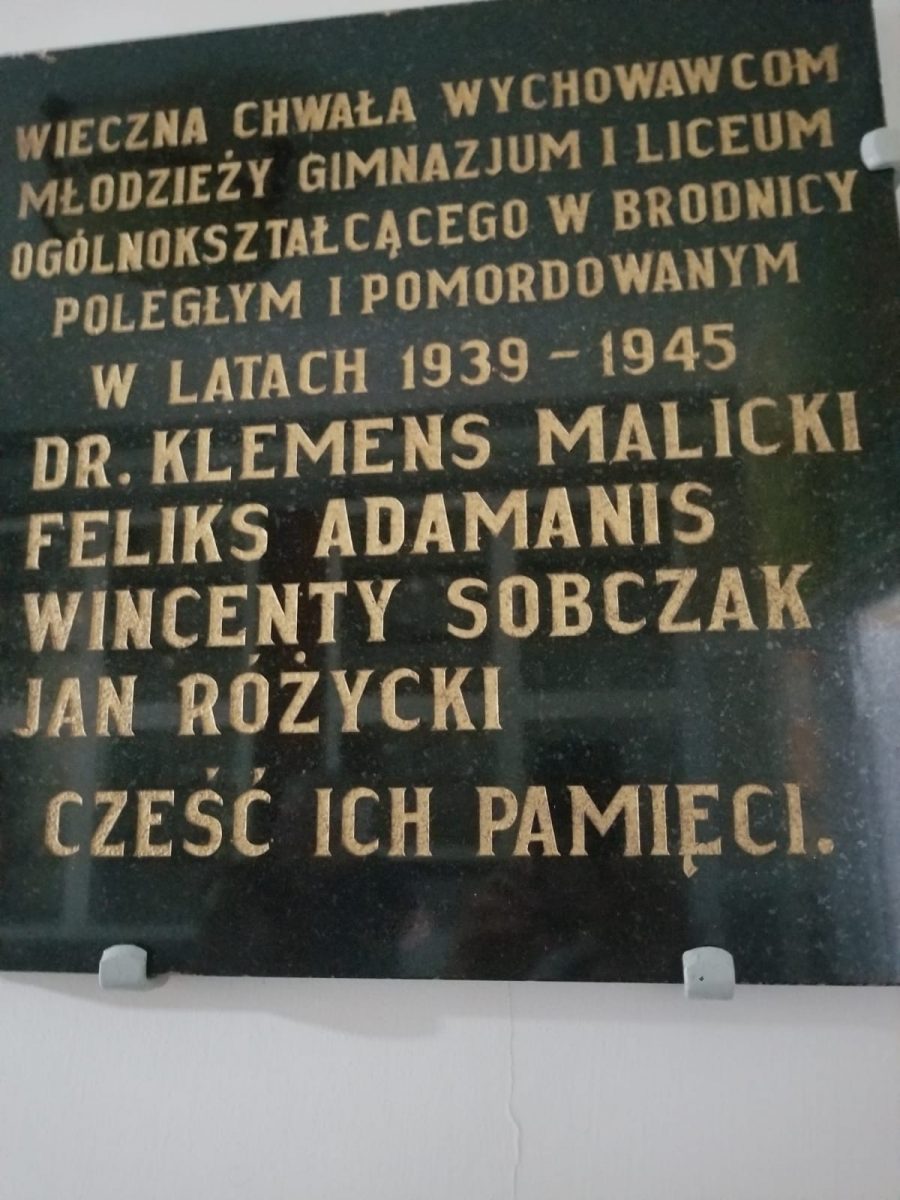 WIECZNA CHWAŁA WYCHOWAWCOM
MŁODZIEŻY GIMNAZJUM I LICEUM
OGÓLNOKSZTAŁCĄCEGO W BRODNICY
POLEGŁYM I POMORDOWANYM
W LATACH 1939 – 1945
DR. KLEMENS MALICKI
FELIKS ADAMANIS
WINCENTY SOBCZAK
JAN RÓŻYCKI
CZEŚĆ ICH PAMIĘCI.